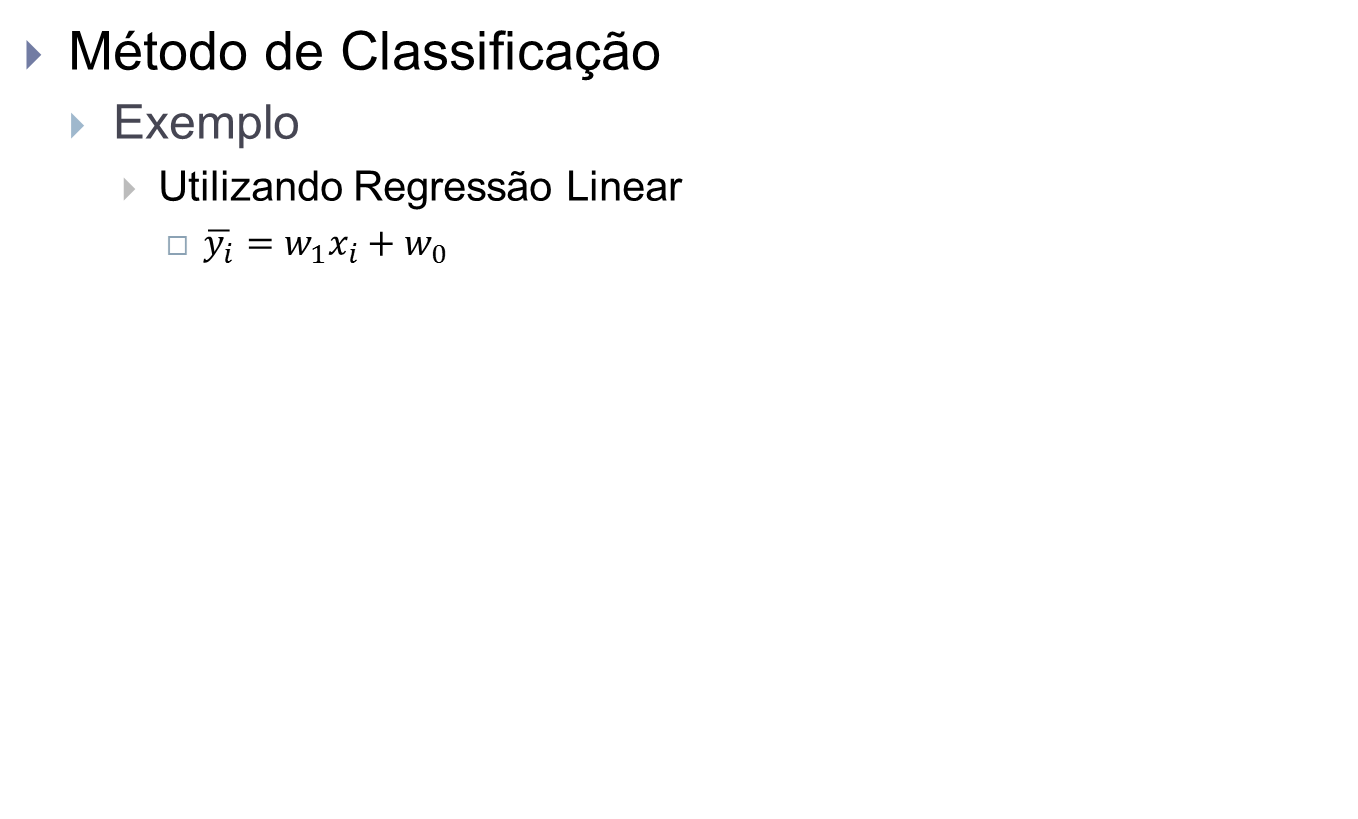 Método de Classificação
Exemplo
Utilizando Regressão Linear
y̅ᵢ = w₁xᵢ + w₀